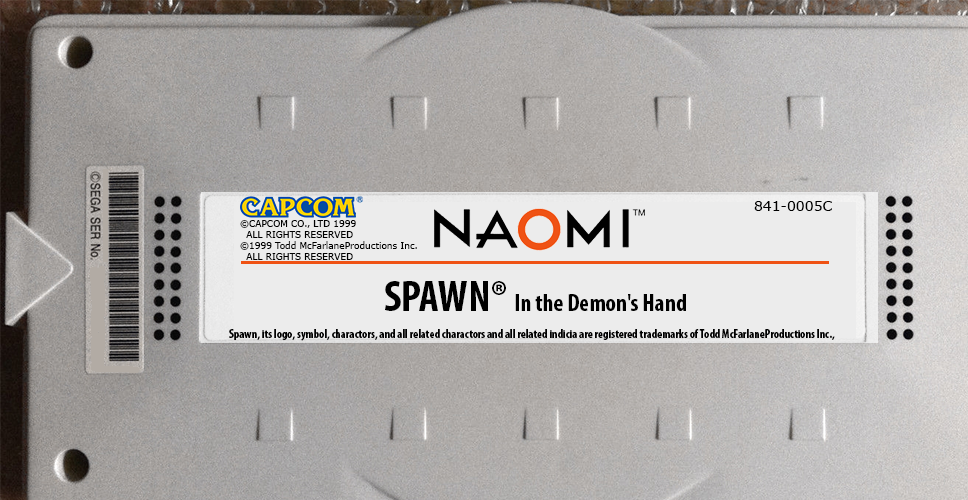 ©SEGA SER No.
CAPCOM®
©CAPCOM CO., LTD 1999
ALL RIGHTS RESERVED
©1999 Todd McFarlaneProductions Inc.
ALL RIGHTS RESERVED
NAOMI™
841-0005C
SPAWN® In the Demon's Hand
Spawn, its logo, symbol, charactors, and all related charactors and all related indicia are registered trademarks of Todd McFarlaneProductions Inc.,